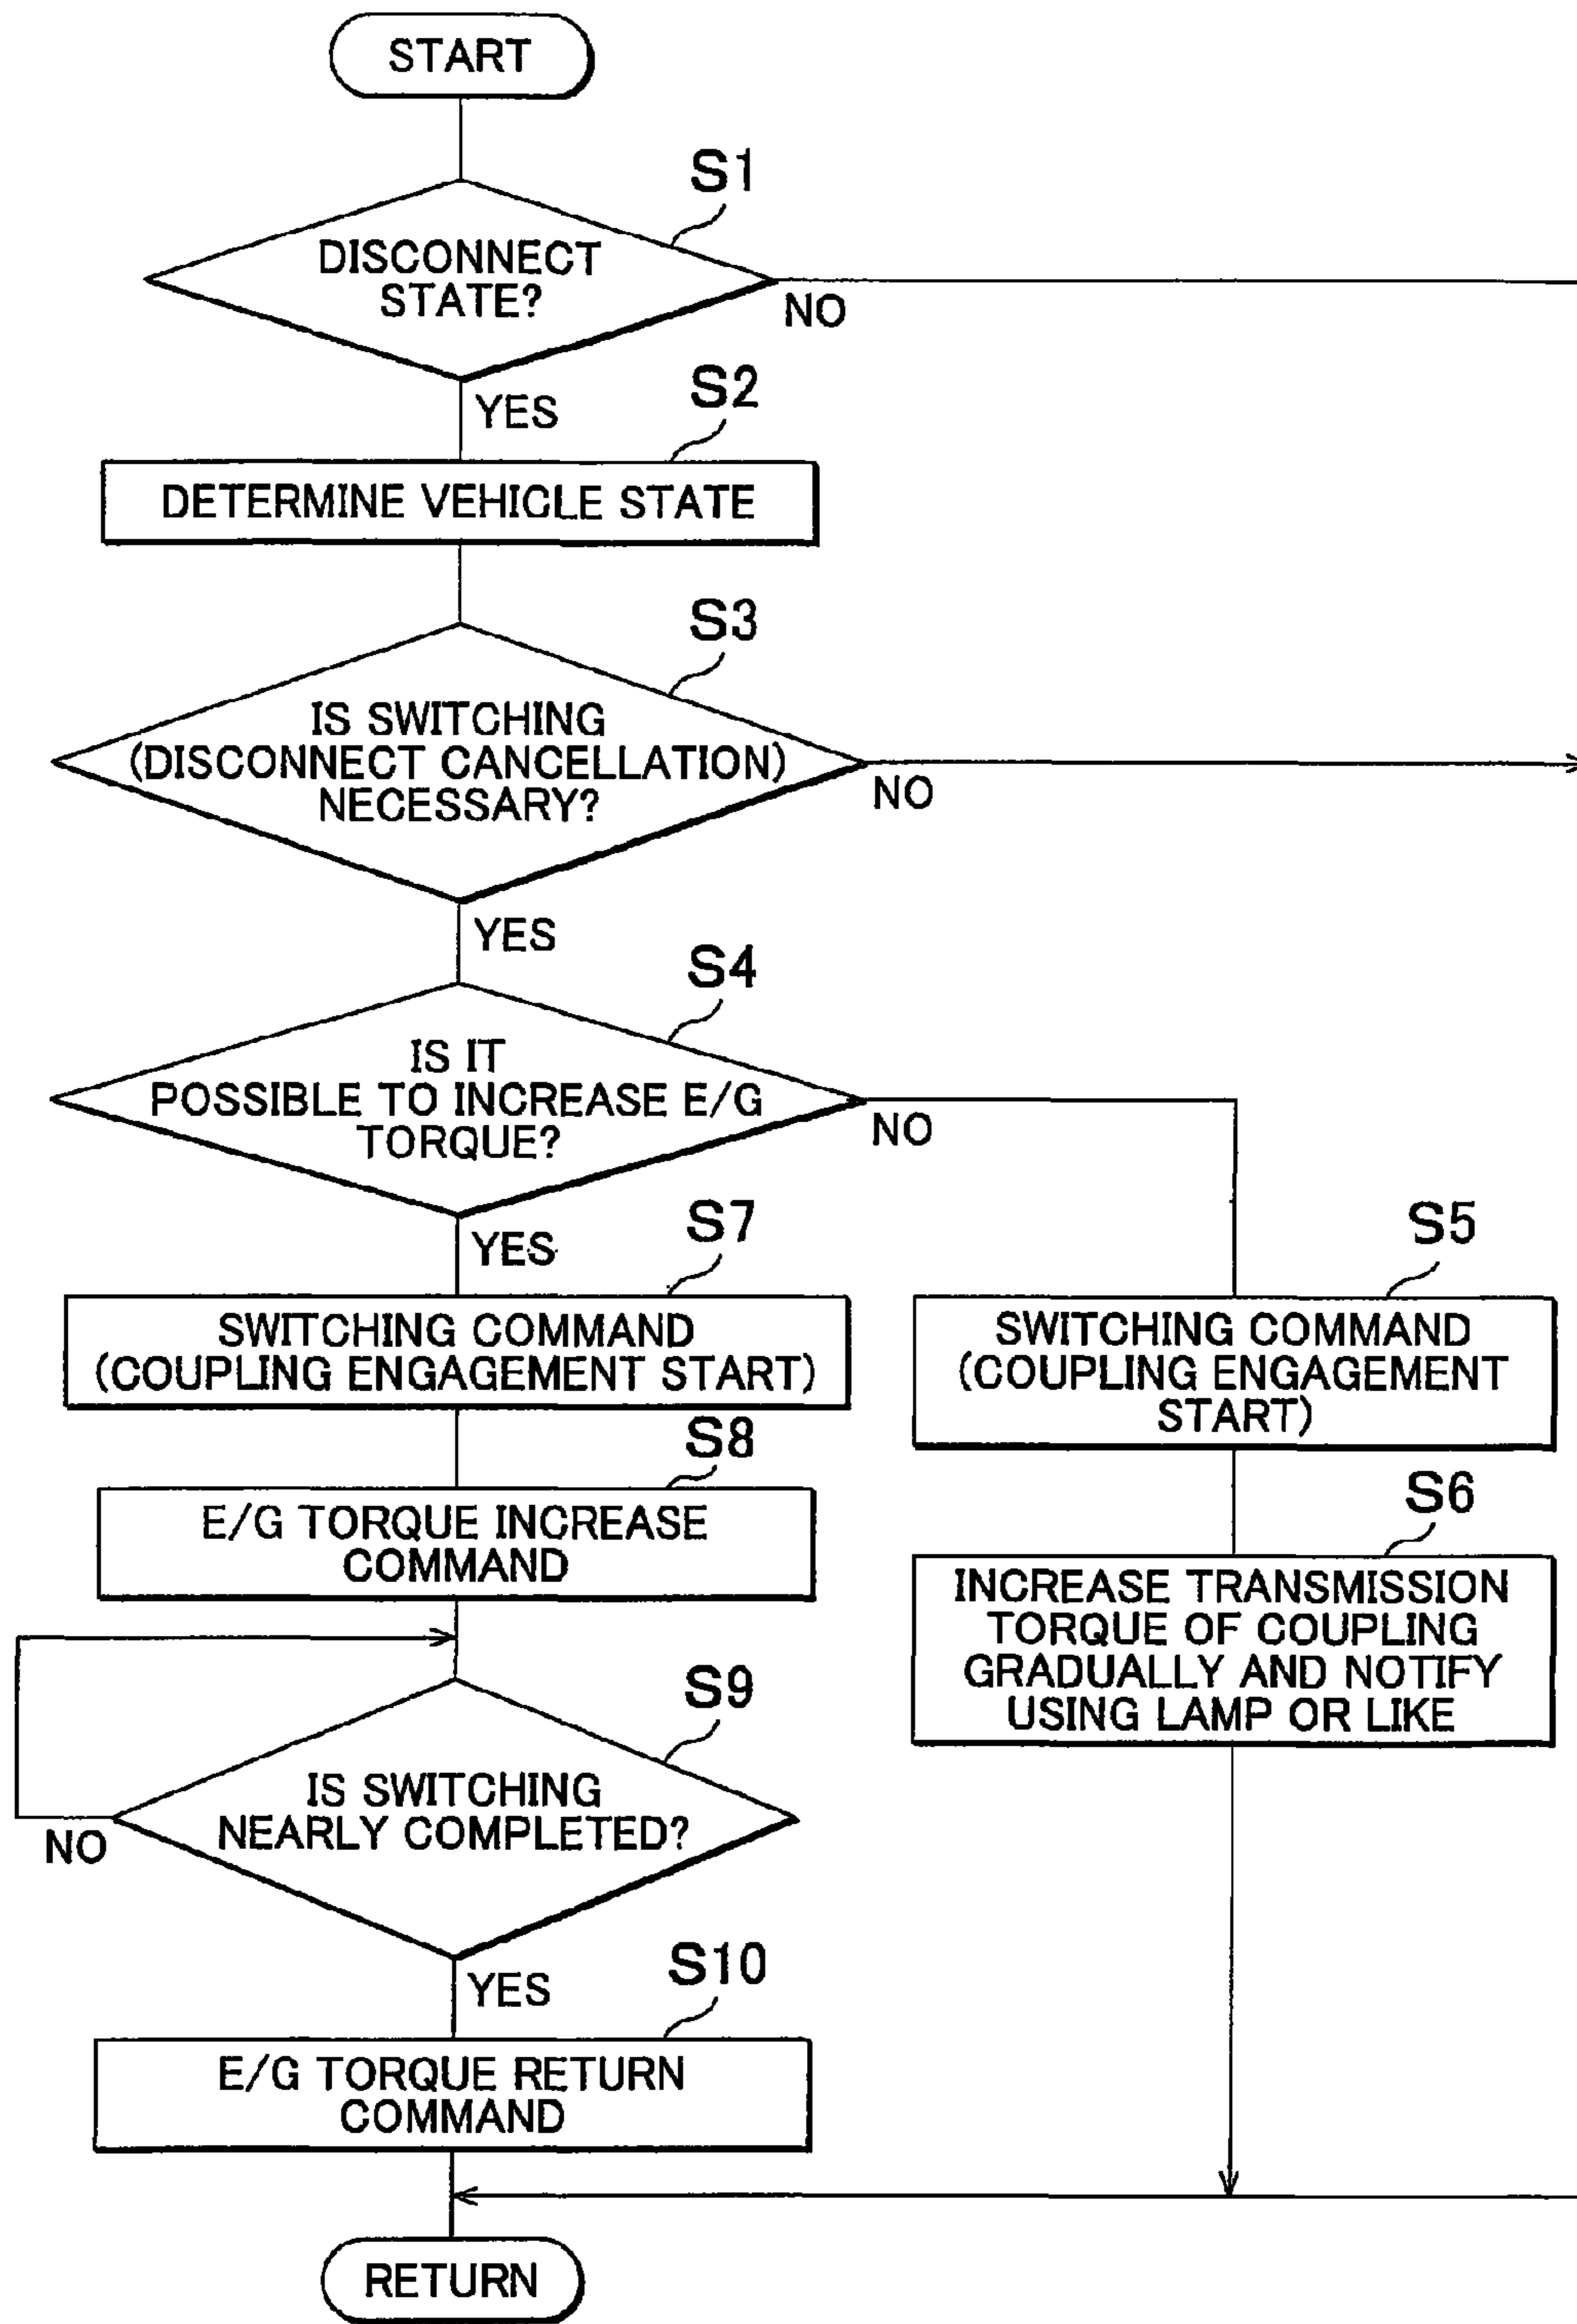 START
S1
DISCONNECT
STATE?
NO
YES
S2
DETERMINE VEHICLE STATE
S3
IS SWITCHING
(DISCONNECT CANCELLATION)
NECESSARY?
NO
YES
S4
IS IT
POSSIBLE TO INCREASE E/G
TORQUE?
NO
YES
S7
SWITCHING COMMAND
(COUPLING ENGAGEMENT START)
S5
SWITCHING COMMAND
(COUPLING ENGAGEMENT
START)
S8
E/G TORQUE INCREASE
COMMAND
S6
INCREASE TRANSMISSION
TORQUE OF COUPLING
GRADUALLY AND NOTIFY
USING LAMP OR LIKE
S9
IS SWITCHING
NEARLY COMPLETED?
NO
YES
S10
E/G TORQUE RETURN
COMMAND
RETURN